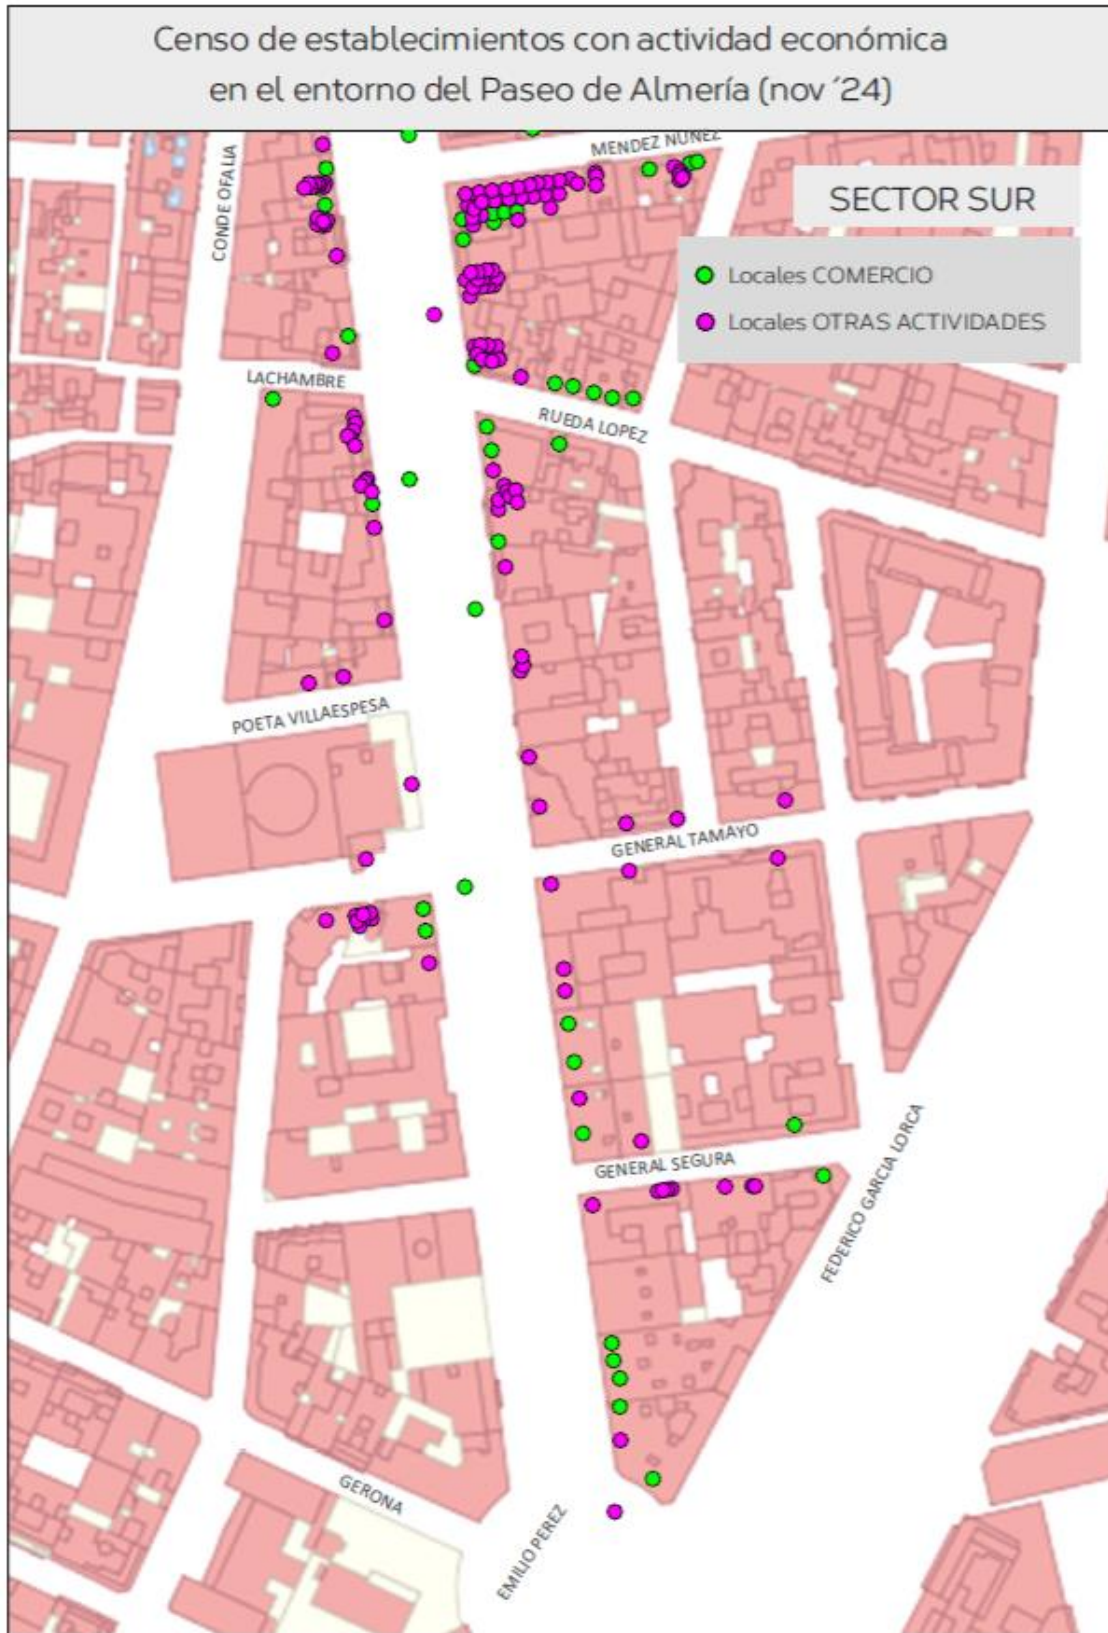 Censo de establecimientos con actividad económica
en el entorno del Paseo de Almería (nov ´24)
MENDEZ NUÑEZ
CONDE OFALIA
SECTOR SUR
Locales COMERCIO
Locales OTRAS ACTIVIDADES
LACHAMBRE
RUEDA LOPEZ
POETA VILLAESPESA
GENERAL TAMAYO
GENERAL SEGURA
FEDERICO GARCIA LORCA
GERONA
EMILIO PEREZ